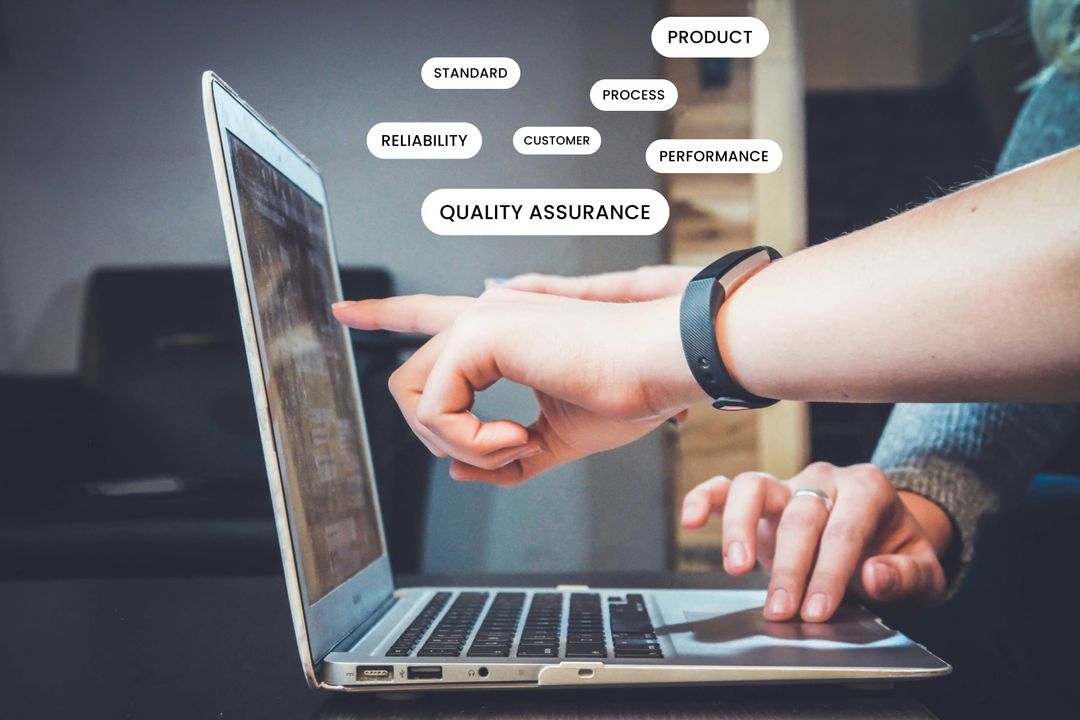 PRODUCT
STANDARD
PROCESS
RELIABILITY
CUSTOMER
PERFORMANCE
QUALITY ASSURANCE